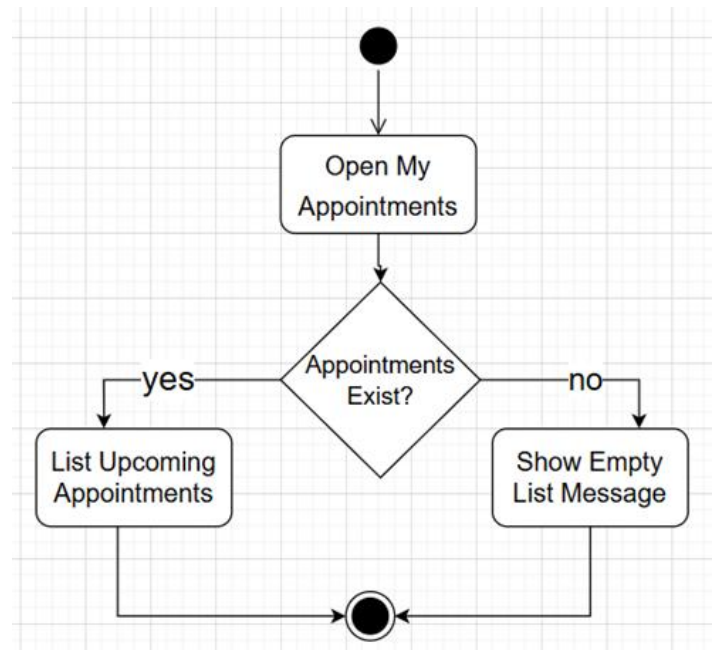 Open My
Appointments
Appointments
Exist?
yes
no
List Upcoming
Appointments
Show Empty
List Message